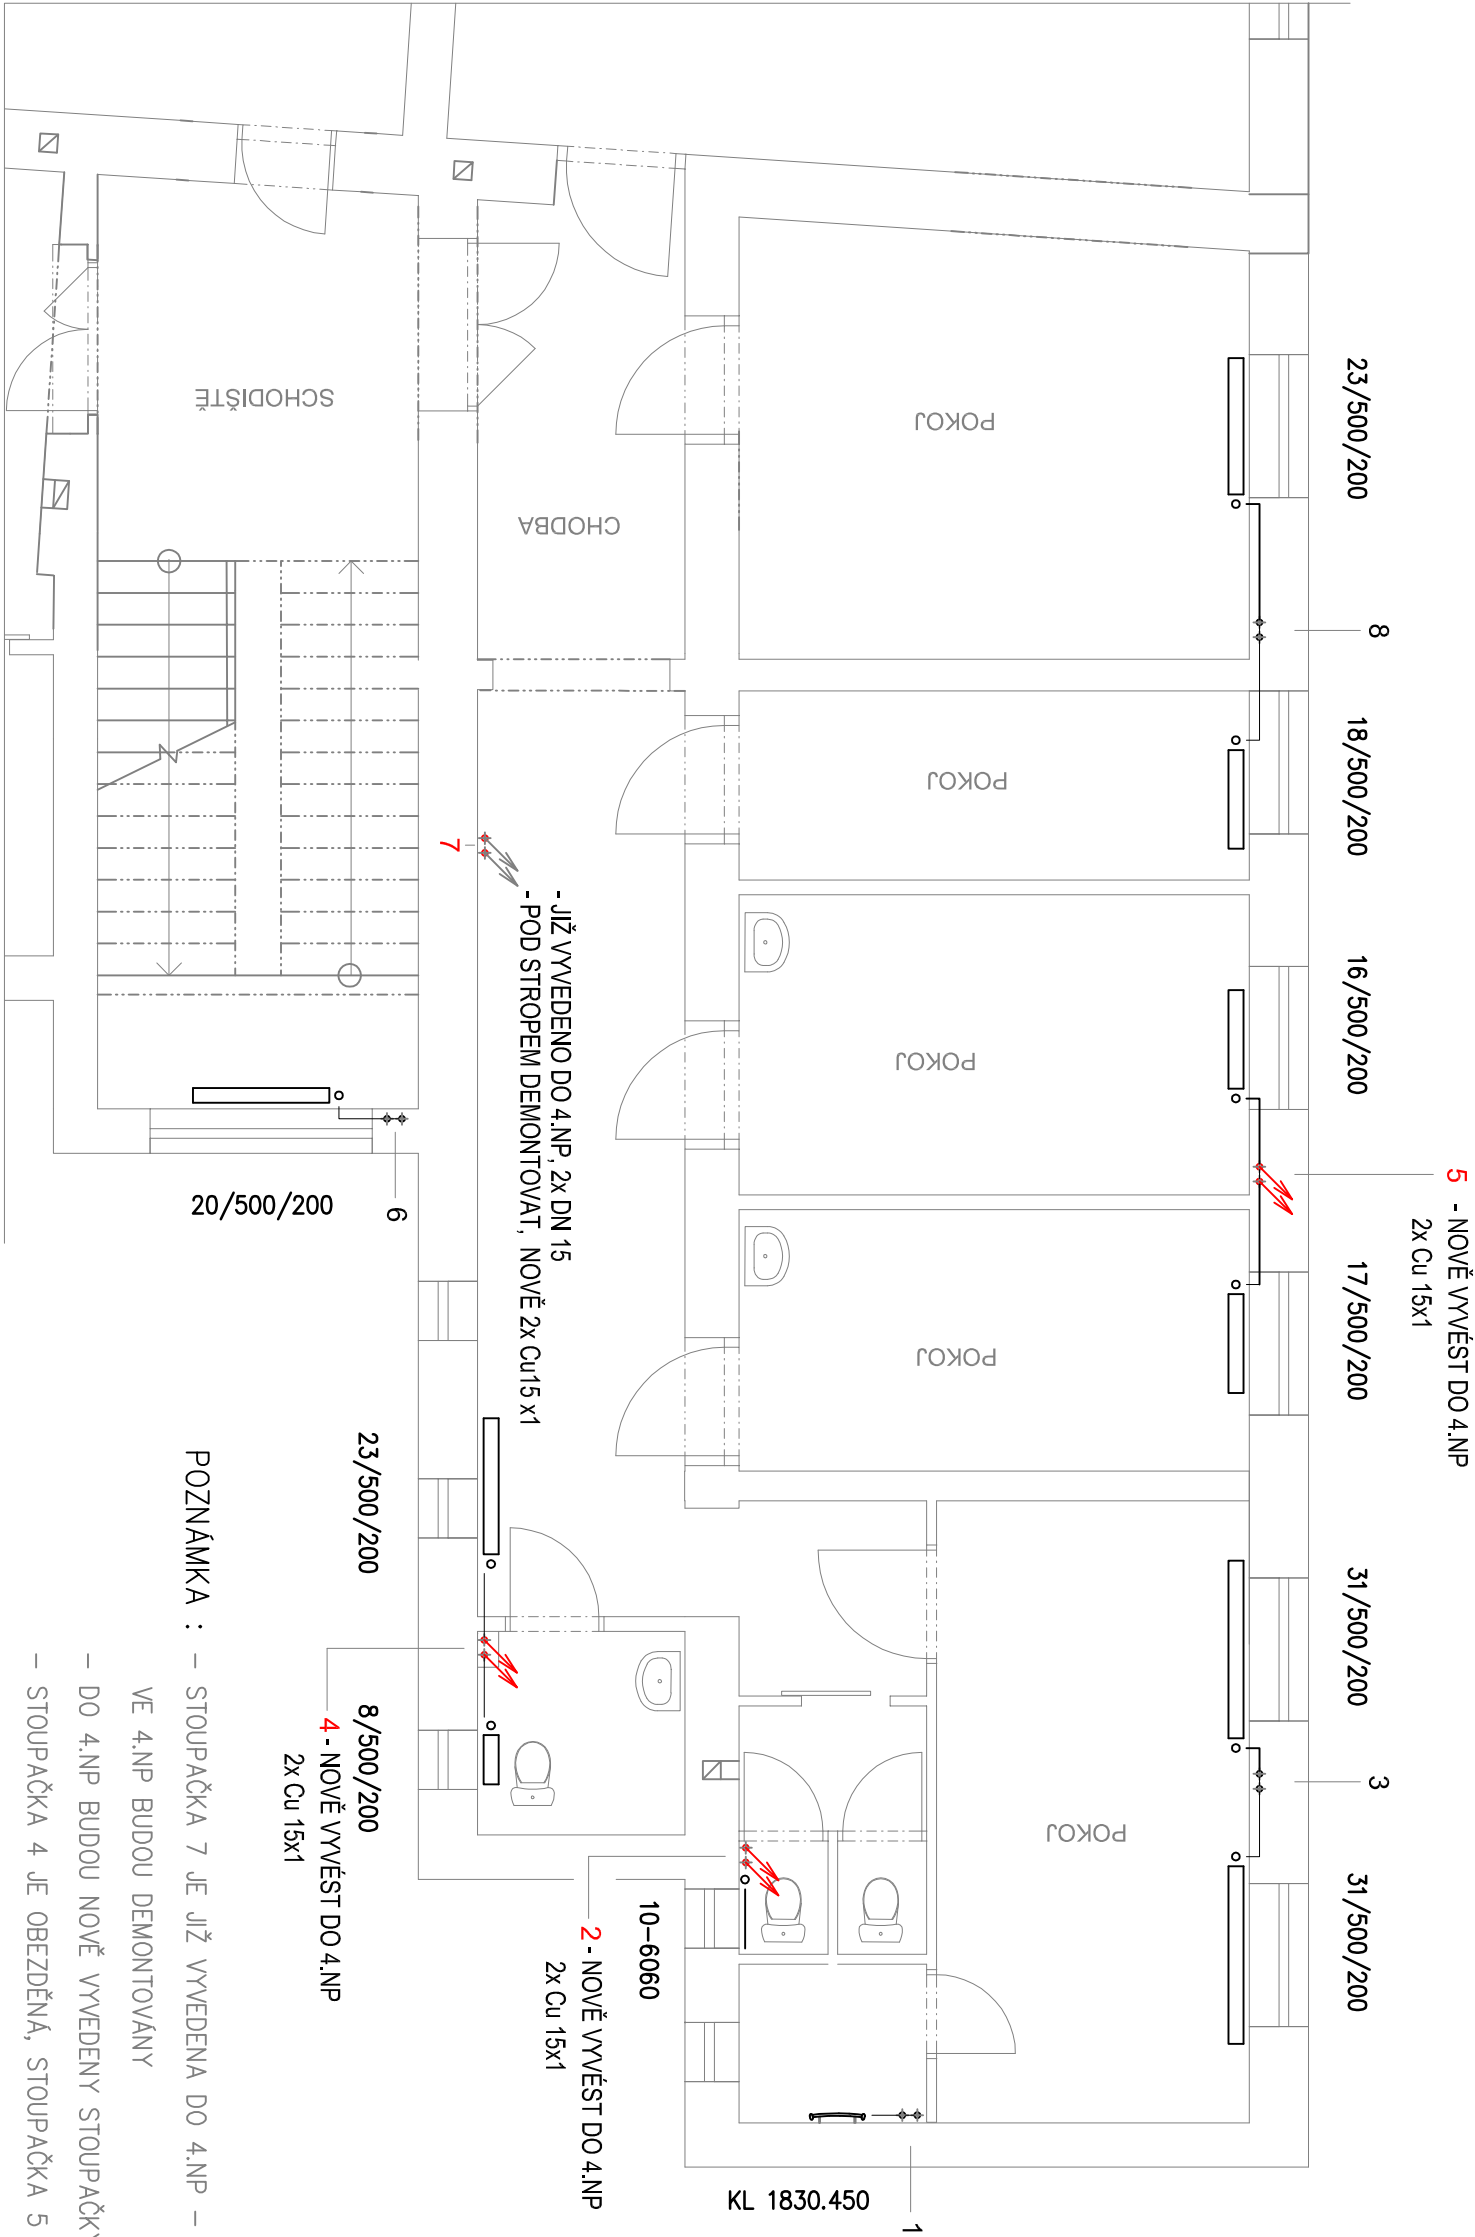 23/500/200
8
18/500/200
16/500/200
5 - NOVĚ VYVÉST DO 4.NP
2x Cu 15x1
17/500/200
31/500/200
3
31/500/200
POKOJ
POKOJ
POKOJ
POKOJ
POKOJ
SCHODIŠTĚ
CHODBA
7
- JIŽ VYVEDENO DO 4.NP, 2x DN 15
- POD STROPEM DEMONTOVAT, NOVĚ 2x Cu15 x1
20/500/200
6
23/500/200
8/500/200
4 - NOVĚ VYVÉST DO 4.NP
2x Cu 15x1
10-6060
2 - NOVĚ VYVÉST DO 4.NP
2x Cu 15x1
KL 1830.450
1
POZNÁMKA : - STOUPAČKA 7 JE JIŽ VYVEDENA DO 4.NP -
VE 4.NP BUDOU DEMONTOVÁNY
- DO 4.NP BUDOU NOVĚ VYVEDENY STOUPAČKY
- STOUPAČKA 4 JE OBEZDĚNÁ, STOUPAČKA 5